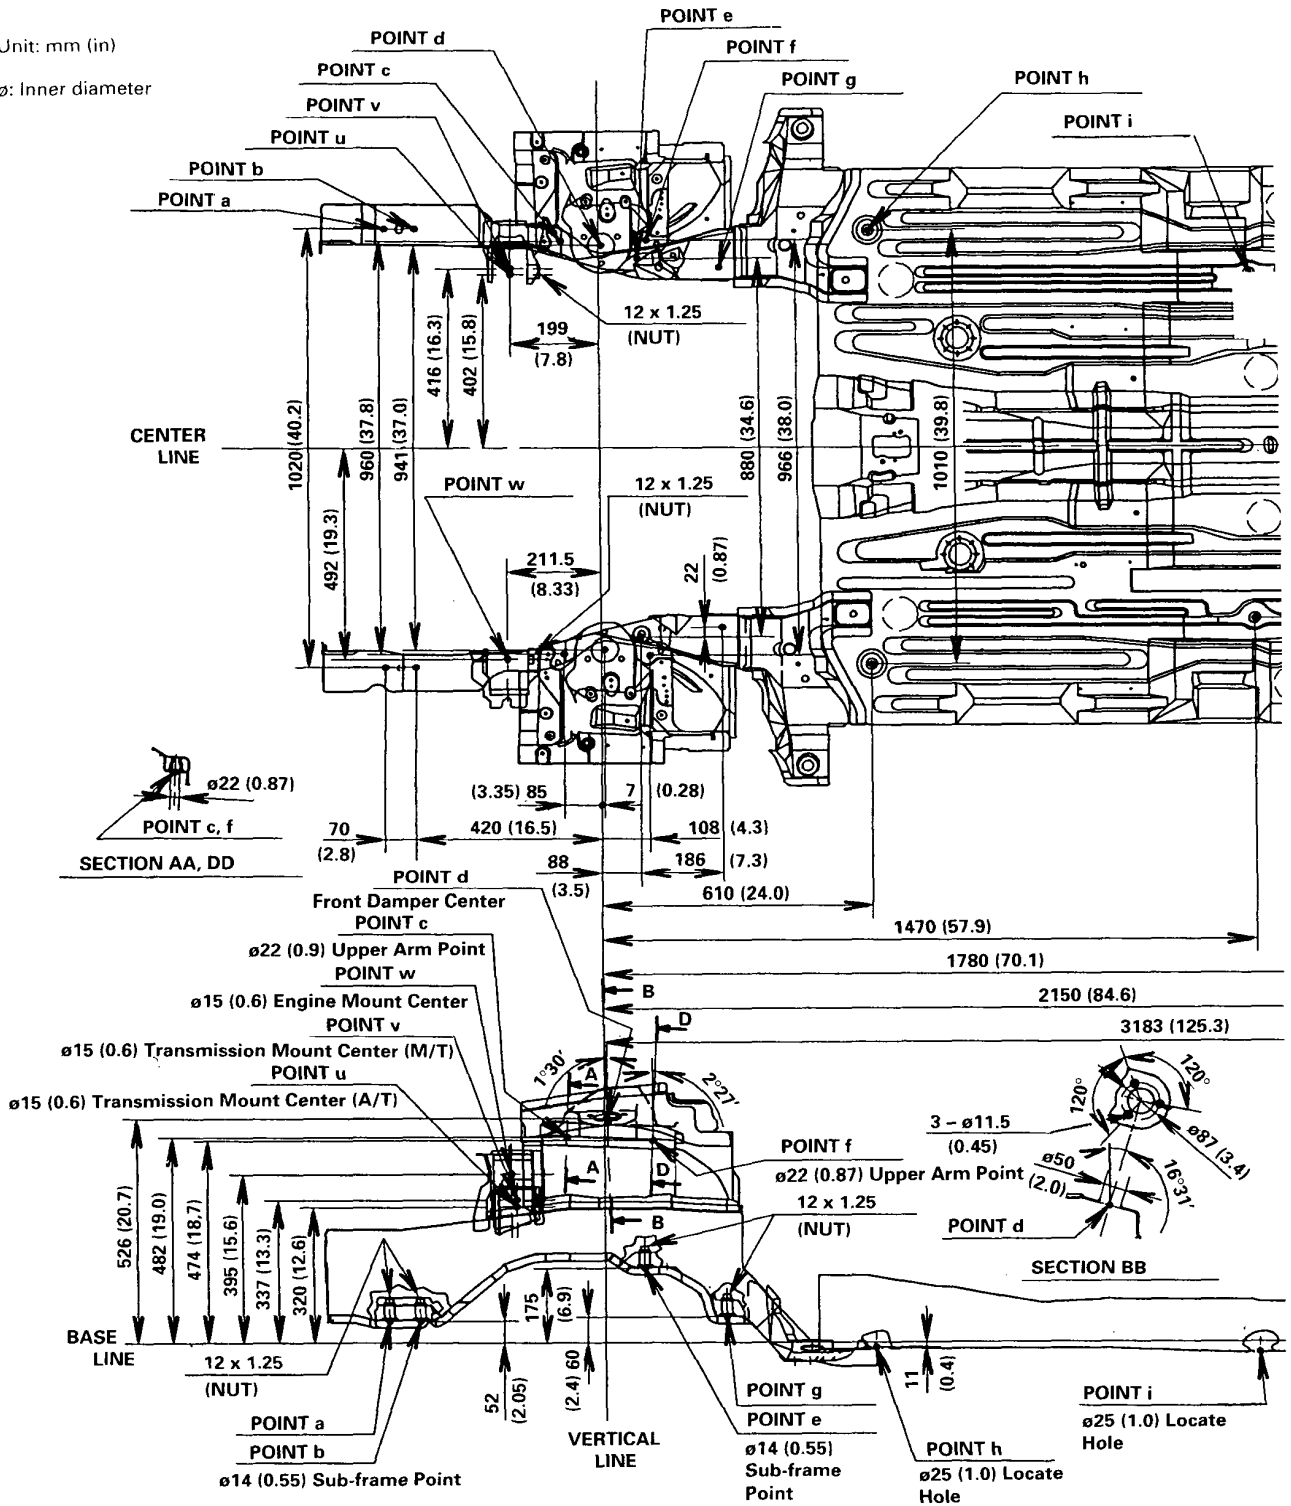 Unit: mm (in)
ø: Inner diameter
POINT e
POINT d
POINT f
POINT c
POINT g
POINT h
POINT v
POINT i
POINT u
POINT b
POINT a
12 x 1.25
(NUT)
199
(7.8)
416 (16.3)
402 (15.8)
1020 (40.2)
960 (37.8)
941 (37.0)
880 (34.6)
966 (38.0)
1010 (39.8)
CENTER
LINE
POINT w
12 x 1.25
(NUT)
492 (19.3)
211.5
(8.33)
22
(0.87)
ø22 (0.87)
POINT c, f
SECTION AA, DD
(3.35) 85
7
(0.28)
70
(2.8)
420 (16.5)
108 (4.3)
88
(3.5)
186
(7.3)
610 (24.0)
POINT d
Front Damper Center
POINT c
ø22 (0.9) Upper Arm Point
POINT w
ø15 (0.6) Engine Mount Center
POINT v
ø15 (0.6) Transmission Mount Center (M/T)
POINT u
ø15 (0.6) Transmission Mount Center (A/T)
1470 (57.9)
1780 (70.1)
B
2150 (84.6)
D
3183 (125.3)
1°30′
A
2°27′
120°
120°
3 – ø11.5
(0.45)
ø87 (3.4)
POINT f
ø22 (0.87) Upper Arm Point
ø50
(2.0)
16°31′
A
D
12 x 1.25
(NUT)
B
POINT d
SECTION BB
526 (20.7)
482 (19.0)
474 (18.7)
395 (15.6)
337 (13.3)
320 (12.6)
175
(6.9)
BASE
LINE
12 x 1.25
(NUT)
52
(2.05)
60
(2.4)
11
(0.4)
POINT a
POINT b
ø14 (0.55) Sub-frame Point
VERTICAL
LINE
POINT g
POINT e
ø14 (0.55)
Sub-frame
Point
POINT h
ø25 (1.0) Locate
Hole
POINT i
ø25 (1.0) Locate
Hole